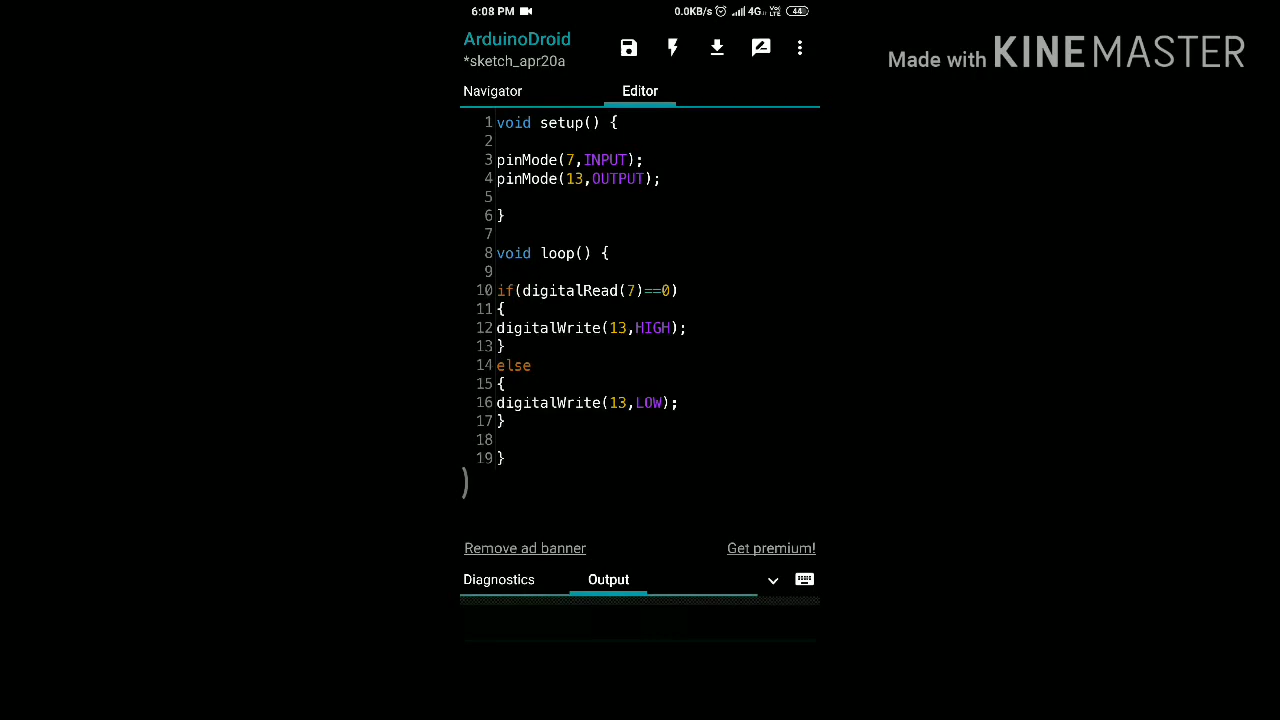 6:08 PM
0.0KB/s 4G VoLTE 44
Made with KINEMASTER
ArduinoDroid
*sketch_apr20a
Navigator Editor
1 void setup() {
2
3 pinMode(7,INPUT);
4 pinMode(13,OUTPUT);
5
6 }
7
8 void loop() {
9
10 if(digitalRead(7)==0)
11 {
12 digitalWrite(13,HIGH);
13 }
14 else
15 {
16 digitalWrite(13,LOW);
17 }
18
19 }
Remove ad banner Get premium!
Diagnostics Output